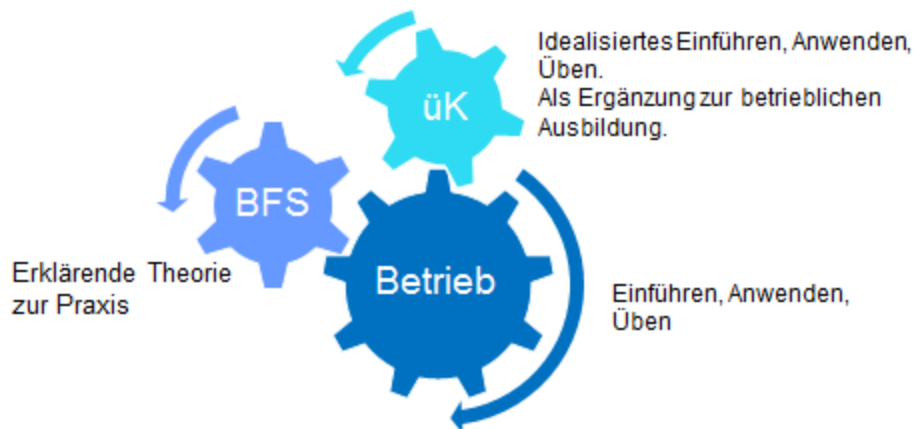 Idealisiertes Einführen, Anwenden,
Üben.
Als Ergänzung zur betrieblichen
Ausbildung.
üK
BFS
Betrieb
Erklärende Theorie
zur Praxis
Einführen, Anwenden,
Üben